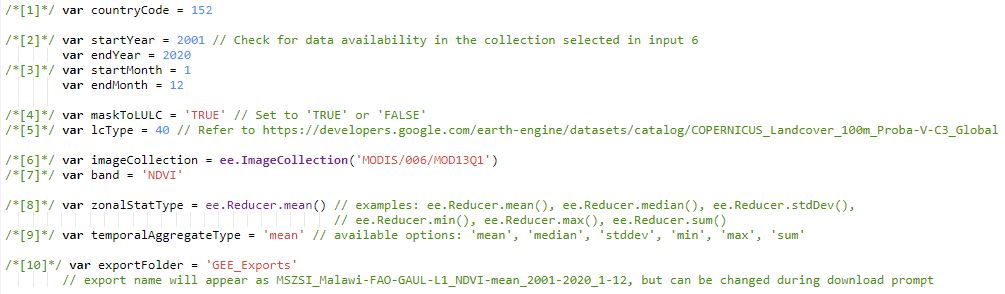 /*[1]*/ var countryCode = 152
/*[2]*/ var startYear = 2001 // Check for data availability in the collection selected in input 6
var endYear = 2020
/*[3]*/ var startMonth = 1
var endMonth = 12
/*[4]*/ var maskToLULC = 'TRUE' // Set to 'TRUE' or 'FALSE'
/*[5]*/ var lcType = 40 // Refer to https://developers.google.com/earth-engine/datasets/catalog/COPERNICUS_Landcover_100m_Proba-V-C3_Global
/*[6]*/ var imageCollection = ee.ImageCollection('MODIS/006/MOD13Q1')
/*[7]*/ var band = 'NDVI'
/*[8]*/ var zonalStatType = ee.Reducer.mean() // examples: ee.Reducer.mean(), ee.Reducer.median(), ee.Reducer.stdDev(),
// ee.Reducer.min(), ee.Reducer.max(), ee.Reducer.sum()
/*[9]*/ var temporalAggregateType = 'mean' // available options: 'mean', 'median', 'stddev', 'min', 'max', 'sum'
/*[10]*/ var exportFolder = 'GEE_Exports'
// export name will appear as MSZSI_Malawi-FAO-GAUL-L1_NDVI-mean_2001-2020_1-12, but can be changed during download prompt